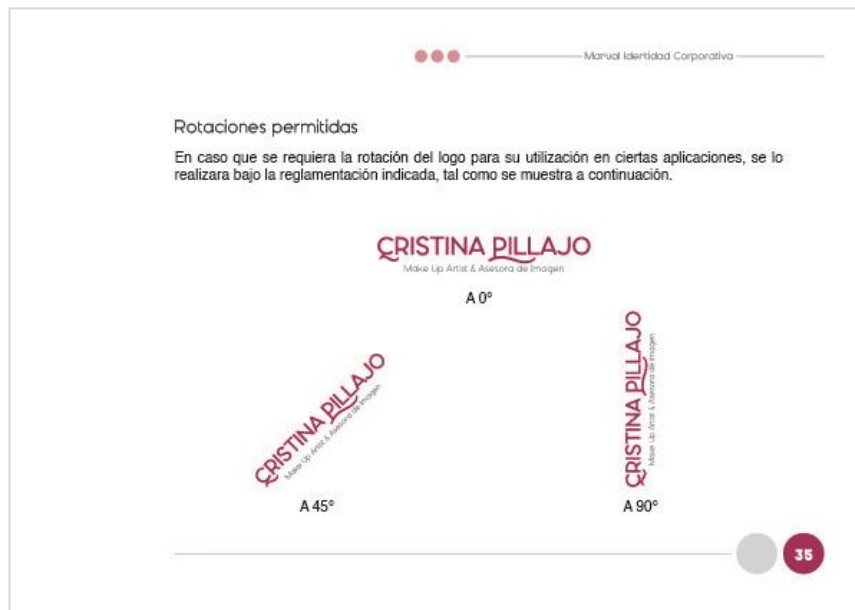 Manual Identidad Corporativa
Rotaciones permitidas
En caso que se requiera la rotación del logo para su utilización en ciertas aplicaciones, se lo
realizara bajo la reglamentación indicada, tal como se muestra a continuación.
CRISTINA PILLAJO
Make Up Artist & Asesora de Imagen
A 0º
CRISTINA PILLAJO
Make Up Artist & Asesora de Imagen
A 45º
CRISTINA PILLAJO
Make Up Artist & Asesora de Imagen
A 90º
35